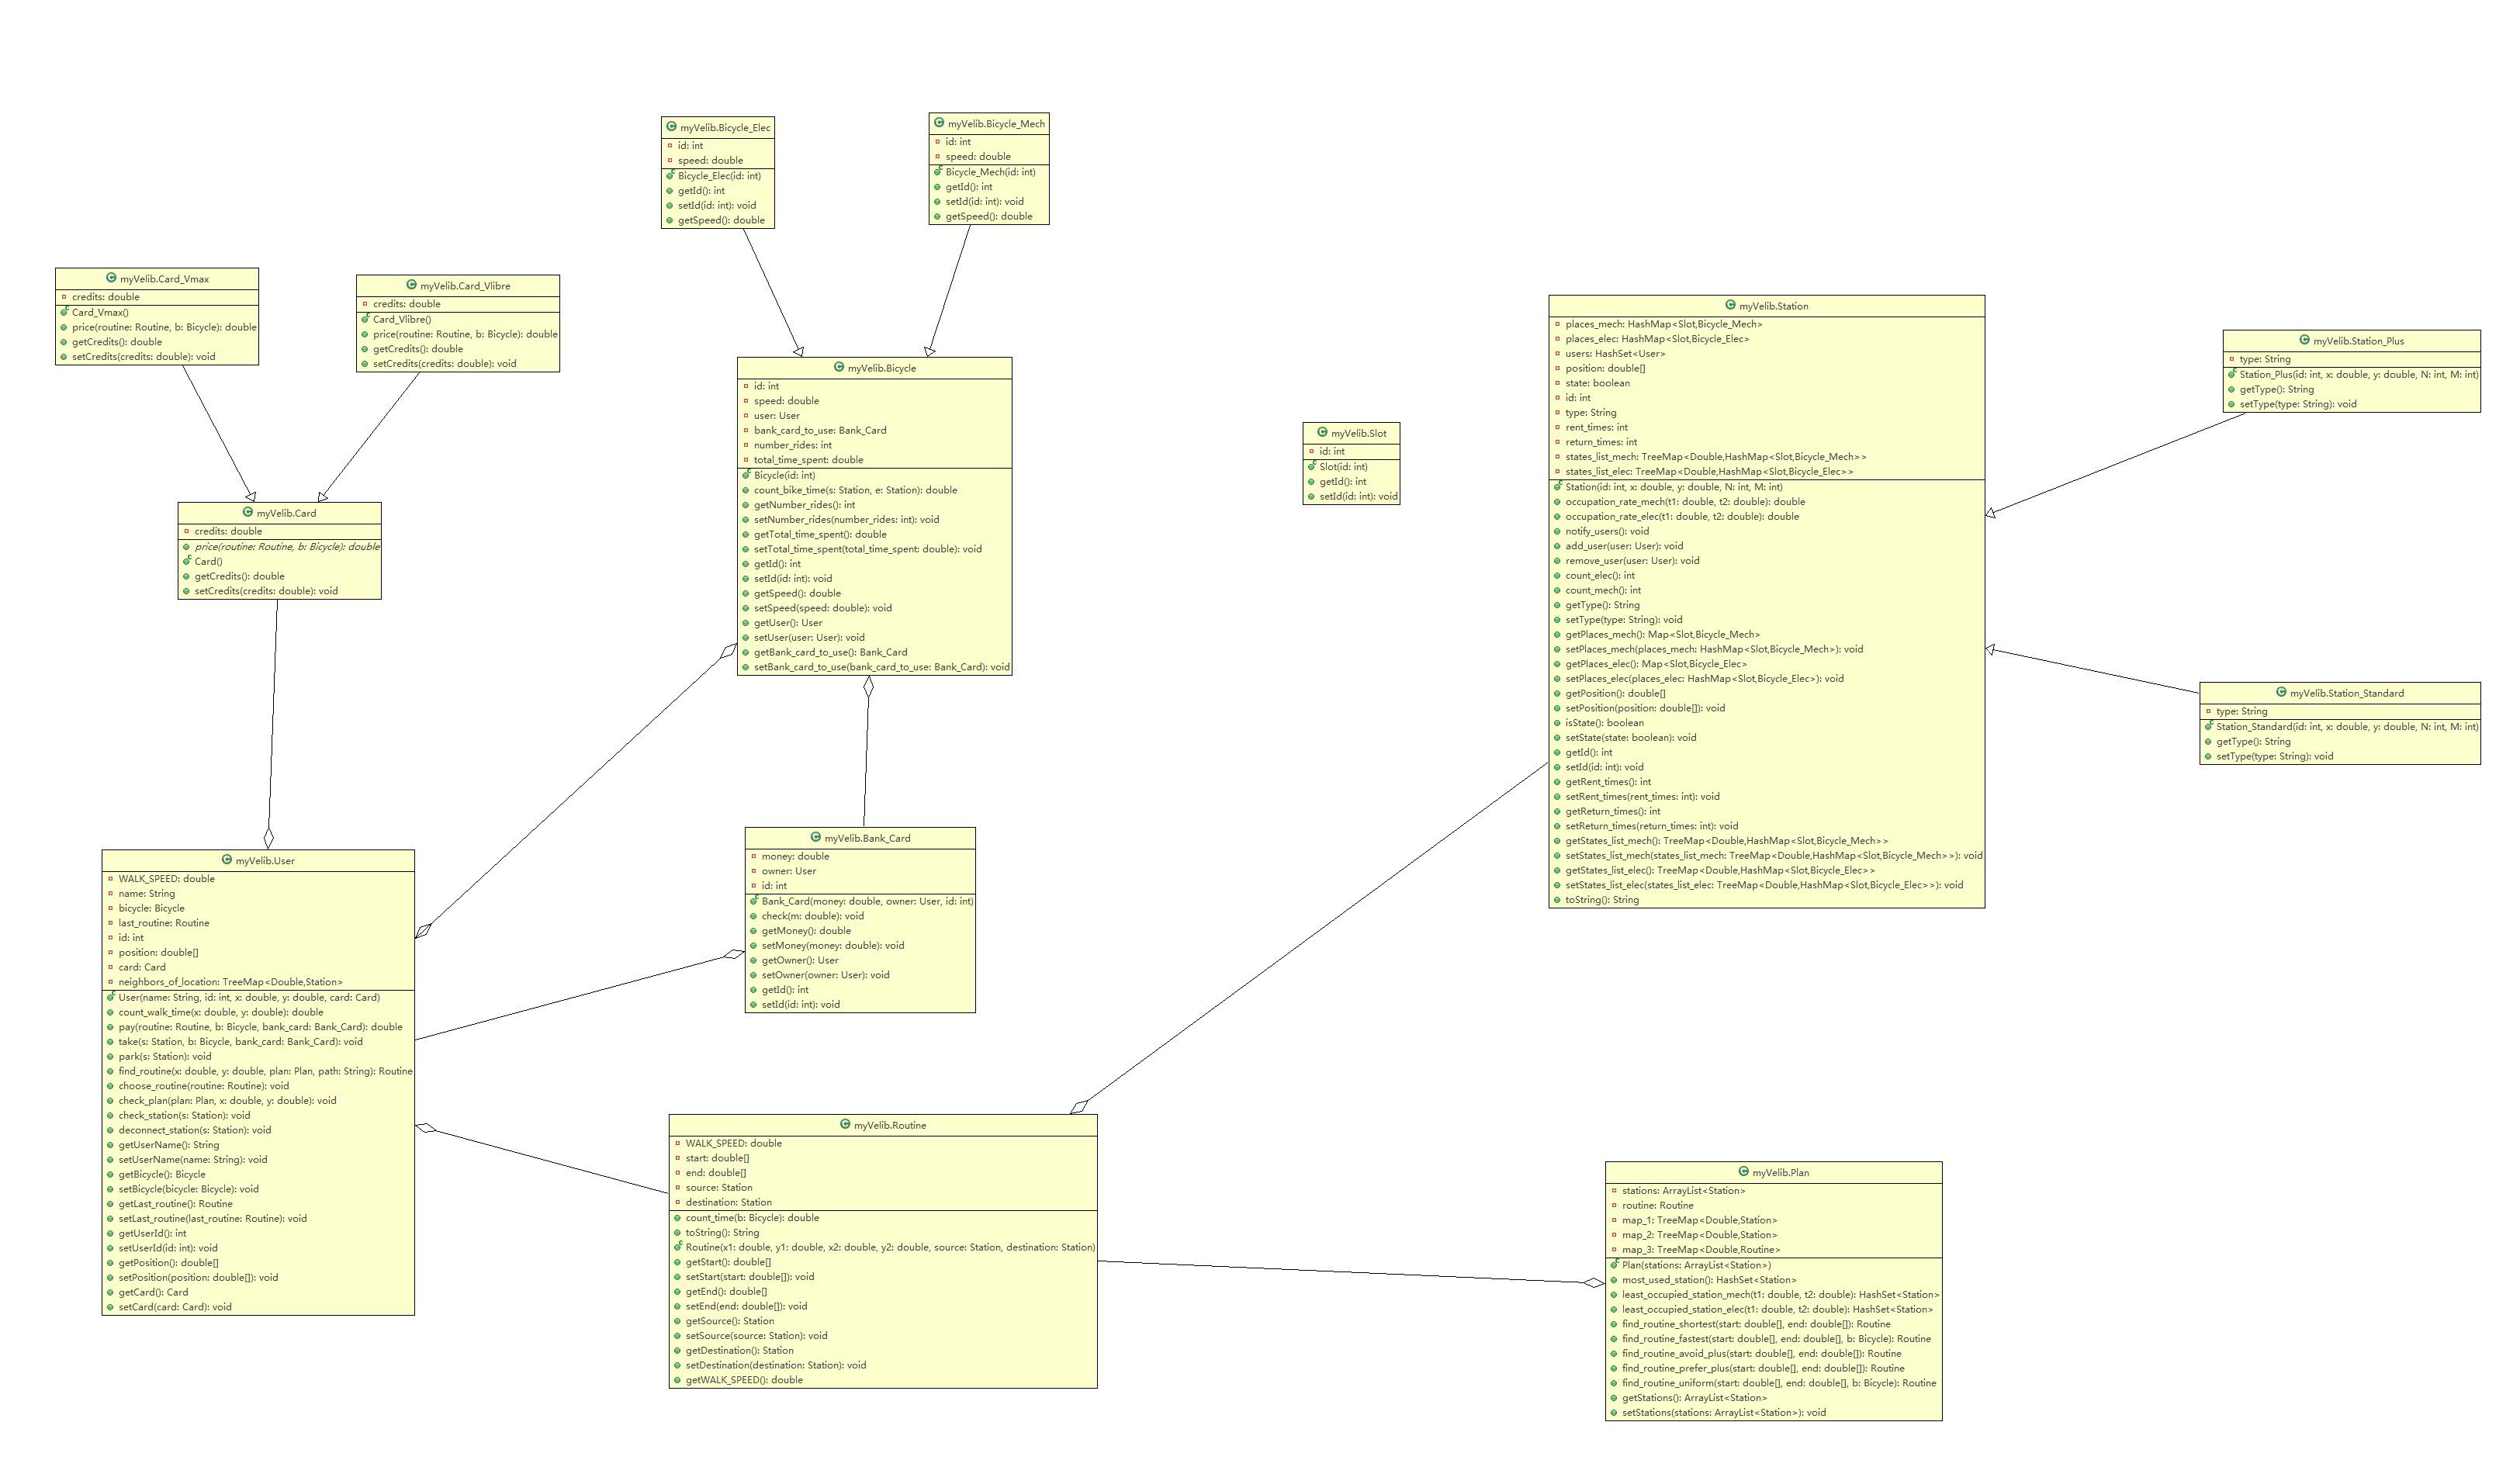 myVelib.Bicycle_Elec
id: int
speed: double
Bicycle_Elec(id: int)
getId(): int
setId(id: int): void
getSpeed(): double
myVelib.Bicycle_Mech
id: int
speed: double
Bicycle_Mech(id: int)
getId(): int
setId(id: int): void
getSpeed(): double
myVelib.Card_Vmax
credits: double
Card_Vmax()
price(routine: Routine, b: Bicycle): double
getCredits(): double
setCredits(credits: double): void
myVelib.Card_Vlibre
credits: double
Card_Vlibre()
price(routine: Routine, b: Bicycle): double
getCredits(): double
setCredits(credits: double): void
myVelib.Card
credits: double
price(routine: Routine, b: Bicycle): double
Card()
getCredits(): double
setCredits(credits: double): void
myVelib.Bicycle
id: int
speed: double
user: User
bank_card_to_use: Bank_Card
number_rides: int
total_time_spent: double
Bicycle(id: int)
count_bike_time(s: Station, e: Station): double
getNumber_rides(): int
setNumber_rides(number_rides: int): void
getTotal_time_spent(): double
setTotal_time_spent(total_time_spent: double): void
getId(): int
setId(id: int): void
getSpeed(): double
setSpeed(speed: double): void
getUser(): User
setUser(user: User): void
getBank_card_to_use(): Bank_Card
setBank_card_to_use(bank_card_to_use: Bank_Card): void
myVelib.Slot
id: int
Slot(id: int)
getId(): int
setId(id: int): void
myVelib.Station
places_mech: HashMap<Slot,Bicycle_Mech>
places_elec: HashMap<Slot,Bicycle_Elec>
users: HashSet<User>
position: double[]
state: boolean
id: int
type: String
rent_times: int
return_times: int
states_list_mech: TreeMap<Double,HashMap<Slot,Bicycle_Mech>>
states_list_elec: TreeMap<Double,HashMap<Slot,Bicycle_Elec>>
Station(id: int, x: double, y: double, N: int, M: int)
occupation_rate_mech(t1: double, t2: double): double
occupation_rate_elec(t1: double, t2: double): double
notify_users(): void
add_user(user: User): void
remove_user(user: User): void
count_elec(): int
count_mech(): int
getType(): String
setType(type: String): void
getPlaces_mech(): Map<Slot,Bicycle_Mech>
setPlaces_mech(places_mech: HashMap<Slot,Bicycle_Mech>): void
getPlaces_elec(): Map<Slot,Bicycle_Elec>
setPlaces_elec(places_elec: HashMap<Slot,Bicycle_Elec>): void
getPosition(): double[]
setPosition(position: double[]): void
isState(): boolean
setState(state: boolean): void
getId(): int
setId(id: int): void
getRent_times(): int
setRent_times(rent_times: int): void
getReturn_times(): int
setReturn_times(return_times: int): void
getStates_list_mech(): TreeMap<Double,HashMap<Slot,Bicycle_Mech>>
setStates_list_mech(states_list_mech: TreeMap<Double,HashMap<Slot,Bicycle_Mech>>): void
getStates_list_elec(): TreeMap<Double,HashMap<Slot,Bicycle_Elec>>
setStates_list_elec(states_list_elec: TreeMap<Double,HashMap<Slot,Bicycle_Elec>>): void
toString(): String
myVelib.Station_Plus
type: String
Station_Plus(id: int, x: double, y: double, N: int, M: int)
getType(): String
setType(type: String): void
myVelib.Station_Standard
type: String
Station_Standard(id: int, x: double, y: double, N: int, M: int)
getType(): String
setType(type: String): void
myVelib.User
WALK_SPEED: double
name: String
bicycle: Bicycle
last_routine: Routine
id: int
position: double[]
card: Card
neighbors_of_location: TreeMap<Double,Station>
User(name: String, id: int, x: double, y: double, card: Card)
count_walk_time(x: double, y: double): double
pay(routine: Routine, b: Bicycle, bank_card: Bank_Card): double
take(s: Station, b: Bicycle, bank_card: Bank_Card): void
park(s: Station): void
find_routine(x: double, y: double, plan: Plan, path: String): Routine
choose_routine(routine: Routine): void
check_plan(plan: Plan, x: double, y: double): void
check_station(s: Station): void
deconnect_station(s: Station): void
getUserName(): String
setUserName(name: String): void
getBicycle(): Bicycle
setBicycle(bicycle: Bicycle): void
getLast_routine(): Routine
setLast_routine(last_routine: Routine): void
getUserId(): int
setUserId(id: int): void
getPosition(): double[]
setPosition(position: double[]): void
getCard(): Card
setCard(card: Card): void
myVelib.Bank_Card
money: double
owner: User
id: int
Bank_Card(money: double, owner: User, id: int)
check(m: double): void
getMoney(): double
setMoney(money: double): void
getOwner(): User
setOwner(owner: User): void
getId(): int
setId(id: int): void
myVelib.Routine
WALK_SPEED: double
start: double[]
end: double[]
source: Station
destination: Station
count_time(b: Bicycle): double
toString(): String
Routine(x1: double, y1: double, x2: double, y2: double, source: Station, destination: Station)
getStart(): double[]
setStart(start: double[]): void
getEnd(): double[]
setEnd(end: double[]): void
getSource(): Station
setSource(source: Station): void
getDestination(): Station
setDestination(destination: Station): void
getWALK_SPEED(): double
myVelib.Plan
stations: ArrayList<Station>
routine: Routine
map_1: TreeMap<Double,Station>
map_2: TreeMap<Double,Station>
map_3: TreeMap<Double,Routine>
Plan(stations: ArrayList<Station>)
most_used_station(): HashSet<Station>
least_occupied_station_mech(t1: double, t2: double): HashSet<Station>
least_occupied_station_elec(t1: double, t2: double): HashSet<Station>
find_routine_shortest(start: double[], end: double[]): Routine
find_routine_fastest(start: double[], end: double[], b: Bicycle): Routine
find_routine_avoid_plus(start: double[], end: double[]): Routine
find_routine_prefer_plus(start: double[], end: double[]): Routine
find_routine_uniform(start: double[], end: double[], b: Bicycle): Routine
getStations(): ArrayList<Station>
setStations(stations: ArrayList<Station>): void